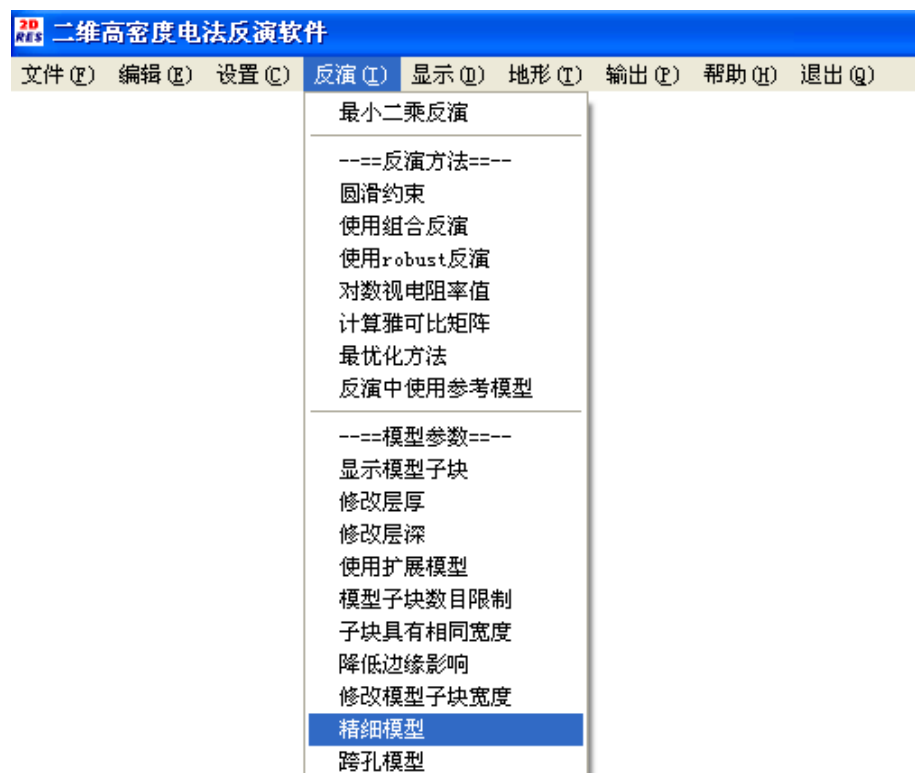 2D RES 二维高密度电法反演软件
文件(F) 编辑(E) 设置(C) 反演(I) 显示(D) 地形(T) 输出(P) 帮助(H) 退出(Q)
最小二乘反演
--==反演方法==--
圆滑约束
使用组合反演
使用robust反演
对数视电阻率值
计算雅可比矩阵
最优化方法
反演中使用参考模型
--==模型参数==--
显示模型子块
修改层厚
修改层深
使用扩展模型
模型子块数目限制
子块具有相同宽度
降低边缘影响
修改模型子块宽度
精细模型
跨孔模型